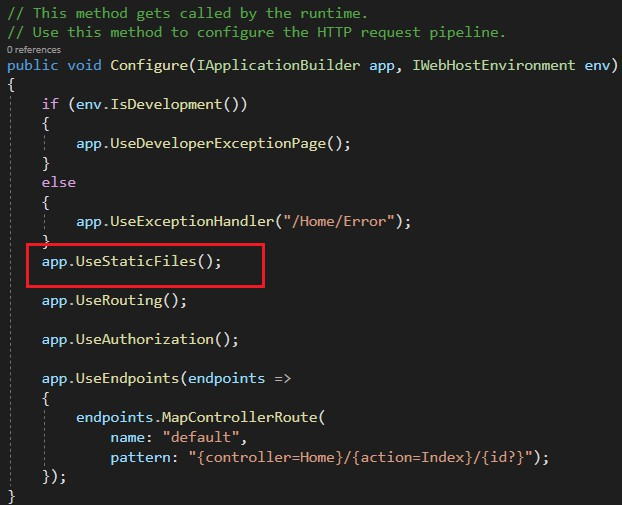 // This method gets called by the runtime.
// Use this method to configure the HTTP request pipeline.
0 references
public void Configure(IApplicationBuilder app, IWebHostEnvironment env)
{
    if (env.IsDevelopment())
    {
        app.UseDeveloperExceptionPage();
    }
    else
    {
        app.UseExceptionHandler("/Home/Error");
    }
    app.UseStaticFiles();
    app.UseRouting();
    app.UseAuthorization();
    app.UseEndpoints(endpoints =>
    {
        endpoints.MapControllerRoute(
            name: "default",
            pattern: "{controller=Home}/{action=Index}/{id?}");
    });
}